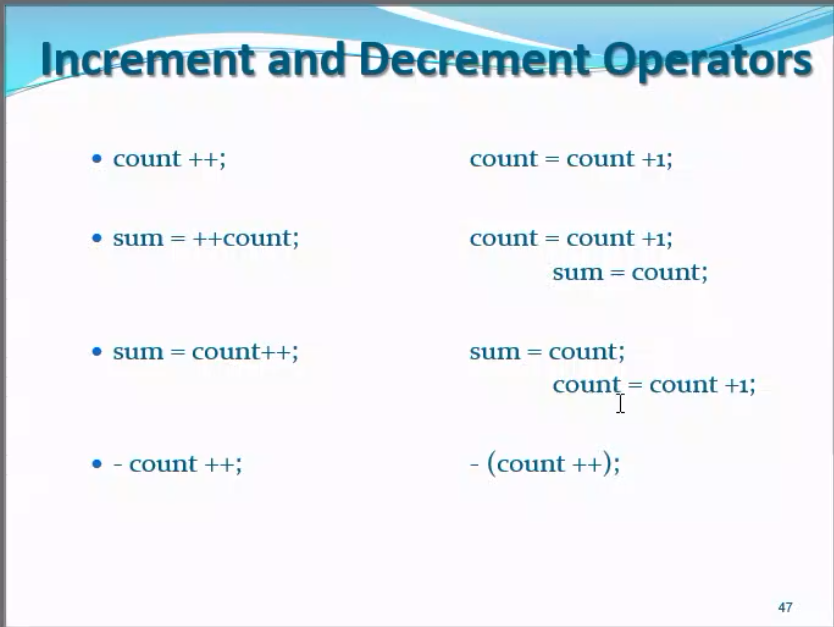 Increment and Decrement Operators
• count ++; count = count +1;
• sum = ++count; count = count +1;
sum = count;
• sum = count++; sum = count;
count = count +1;
• - count ++; - (count ++);
47